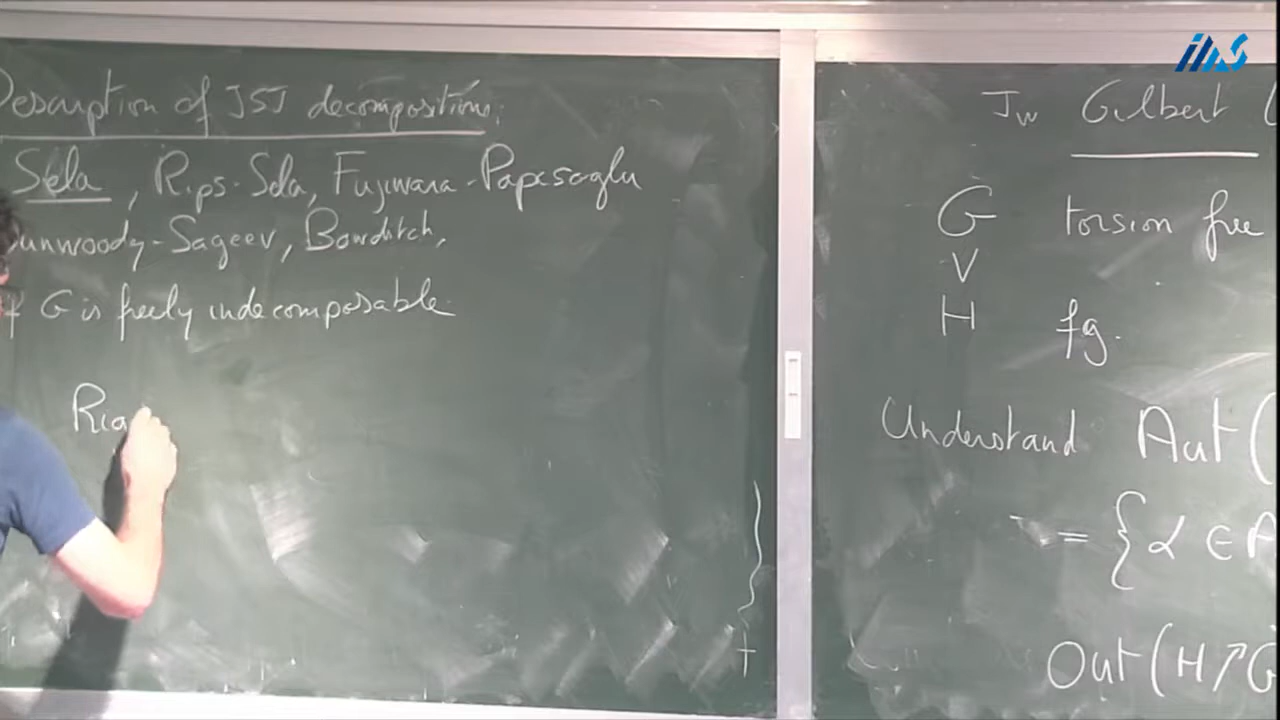 Description of JSJ decompositions:
Sela, Rips-Sela, Fujiwara-Papasoglu
Dunwoody-Sageev, Bowditch,
If G is freely indecomposable.
Ria
Jw Gilbert
G torsion free
V
H fg.
Understand Aut(
= { α ∈ A
Out(H↗G
IAS